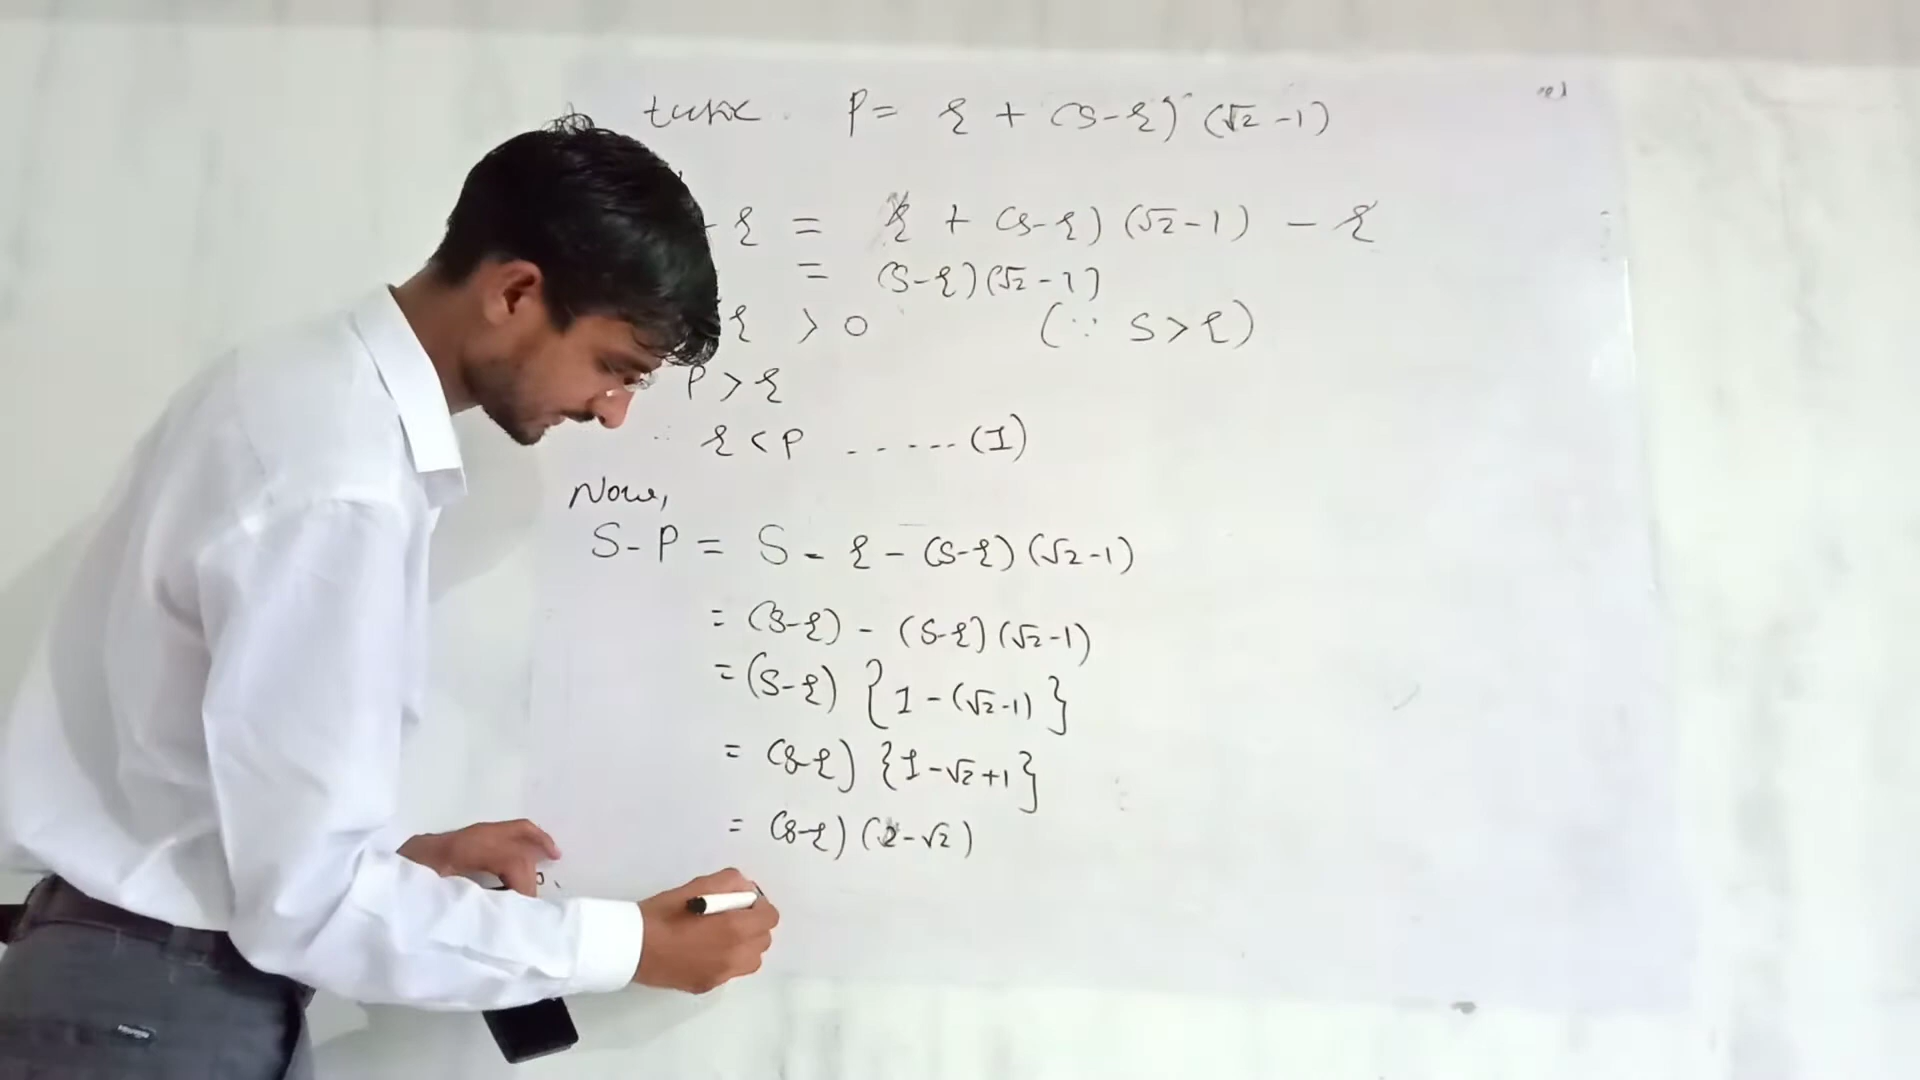 take P = r + (s-r) (√2 -1)
- r = r + (s-r) (√2-1) - r
= (s-r)(√2-1)
r > 0 (∵ s>r)
P > r
∴ r < P ...... (1)
Now,
S-P = S - r - (s-r) (√2-1)
= (s-r) - (s-r) (√2-1)
= (s-r) {1-(√2-1)}
= (s-r) {1-√2+1}
= (s-r) (2-√2)